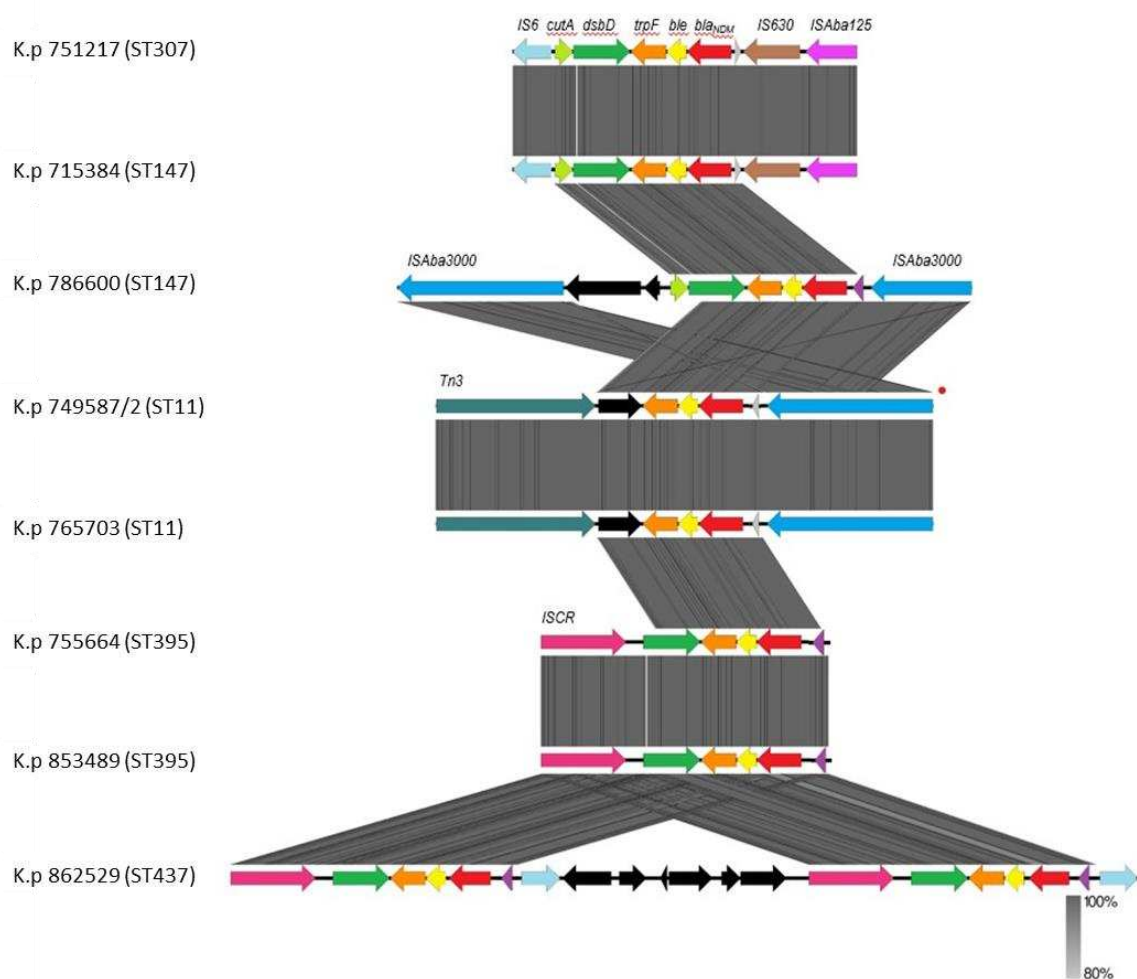 IS6 cutA dsbD trpF ble blaNDM IS630 ISAba125
K.p 751217 (ST307)
K.p 715384 (ST147)
ISAba3000 ISAba3000
K.p 786600 (ST147)
Tn3
K.p 749587/2 (ST11)
K.p 765703 (ST11)
ISCR
K.p 755664 (ST395)
K.p 853489 (ST395)
K.p 862529 (ST437)
100%
80%